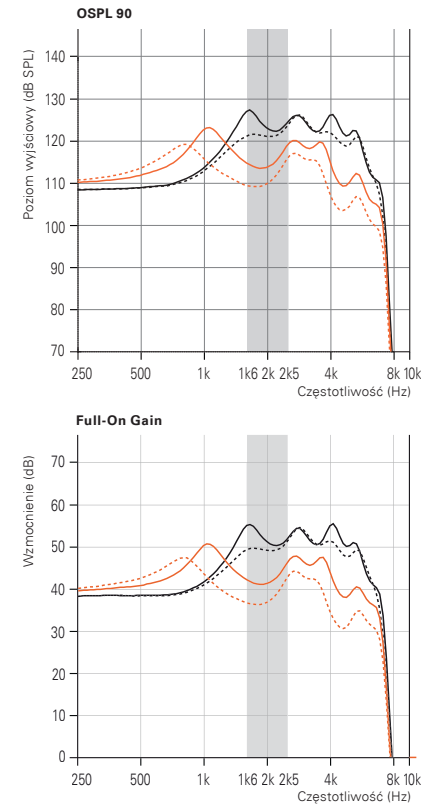 OSPL 90
Poziom wyjściowy (dB SPL)
140
130
120
110
100
90
80
70
250 500 1k 1k6 2k 2k5 4k 8k 10k
Częstotliwość (Hz)
Full-On Gain
Wzmocnienie (dB)
70
60
50
40
30
20
10
0
250 500 1k 1k6 2k 2k5 4k 8k 10k
Częstotliwość (Hz)